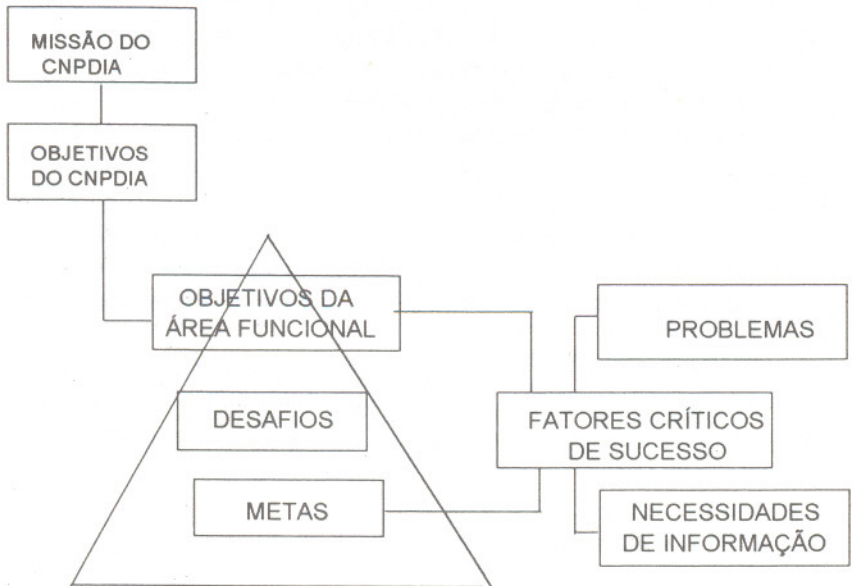 MISSÃO DO
CNPDIA
OBJETIVOS
DO CNPDIA
OBJETIVOS DA
ÁREA FUNCIONAL
PROBLEMAS
DESAFIOS
FATORES CRÍTICOS
DE SUCESSO
METAS
NECESSIDADES
DE INFORMAÇÃO